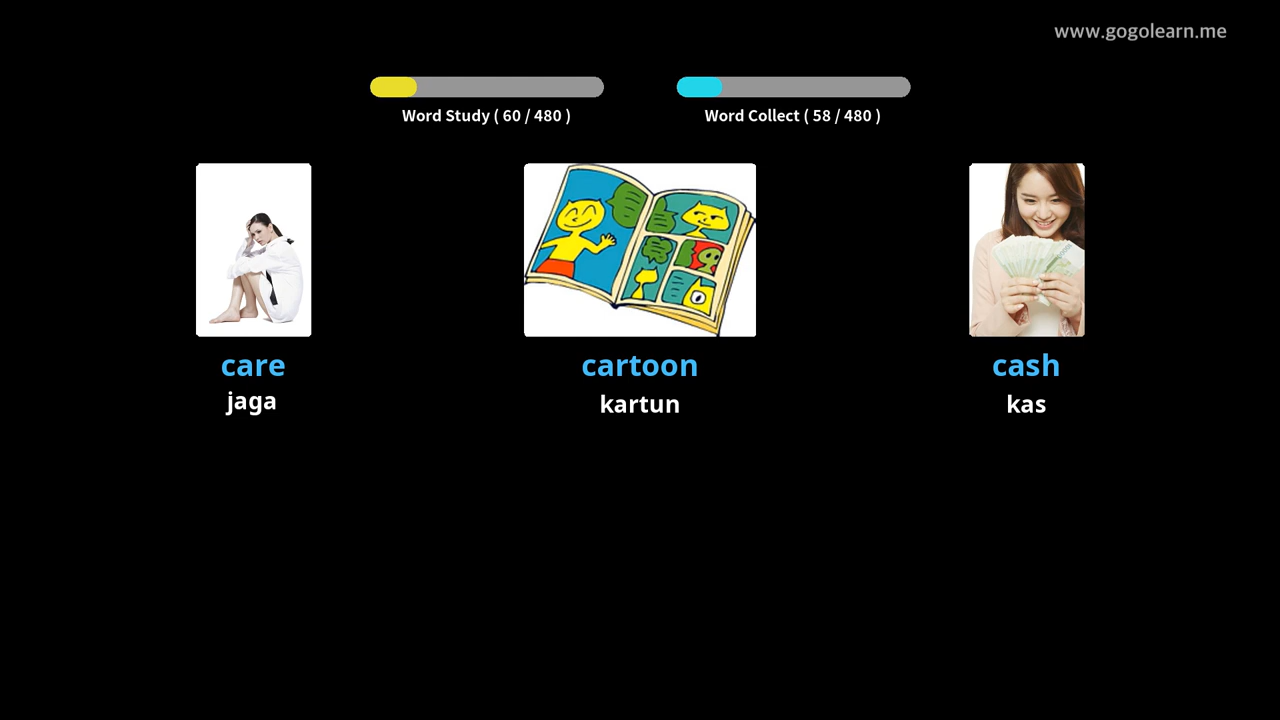 www.gogolearn.me
Word Study ( 60 / 480 )
Word Collect ( 58 / 480 )
care
cartoon
cash
jaga
kartun
kas